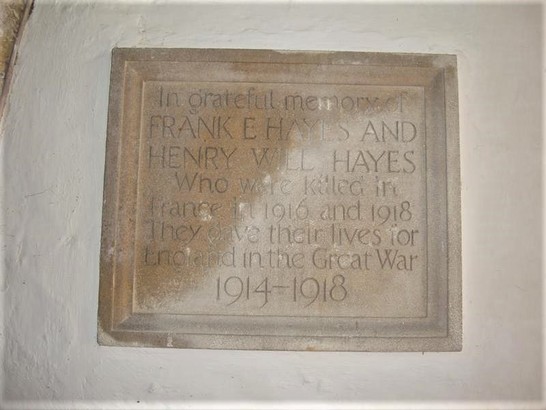 In grateful memory of
FRANK E HAYES AND
HENRY WILL HAYES
Who were killed in
France in 1916 and 1918
They gave their lives for
England in the Great War
1914-1918